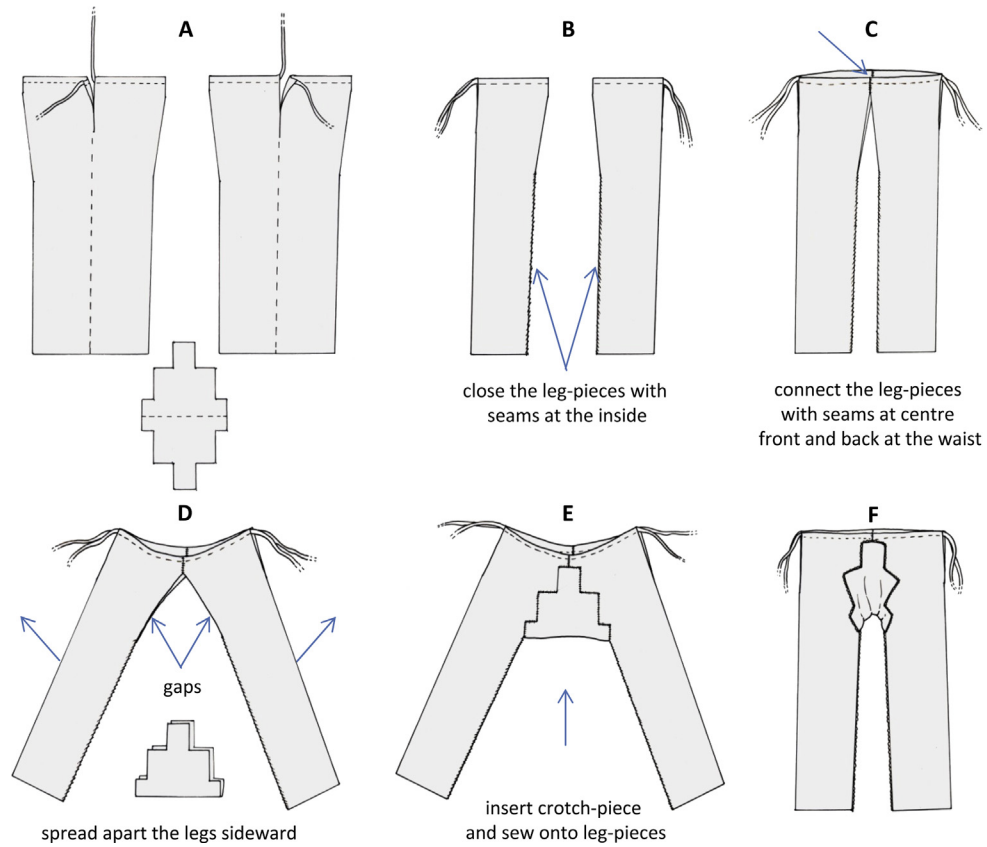 A
B
C
close the leg-pieces with
seams at the inside
connect the leg-pieces
with seams at centre
front and back at the waist
D
E
F
gaps
spread apart the legs sideward
insert crotch-piece
and sew onto leg-pieces